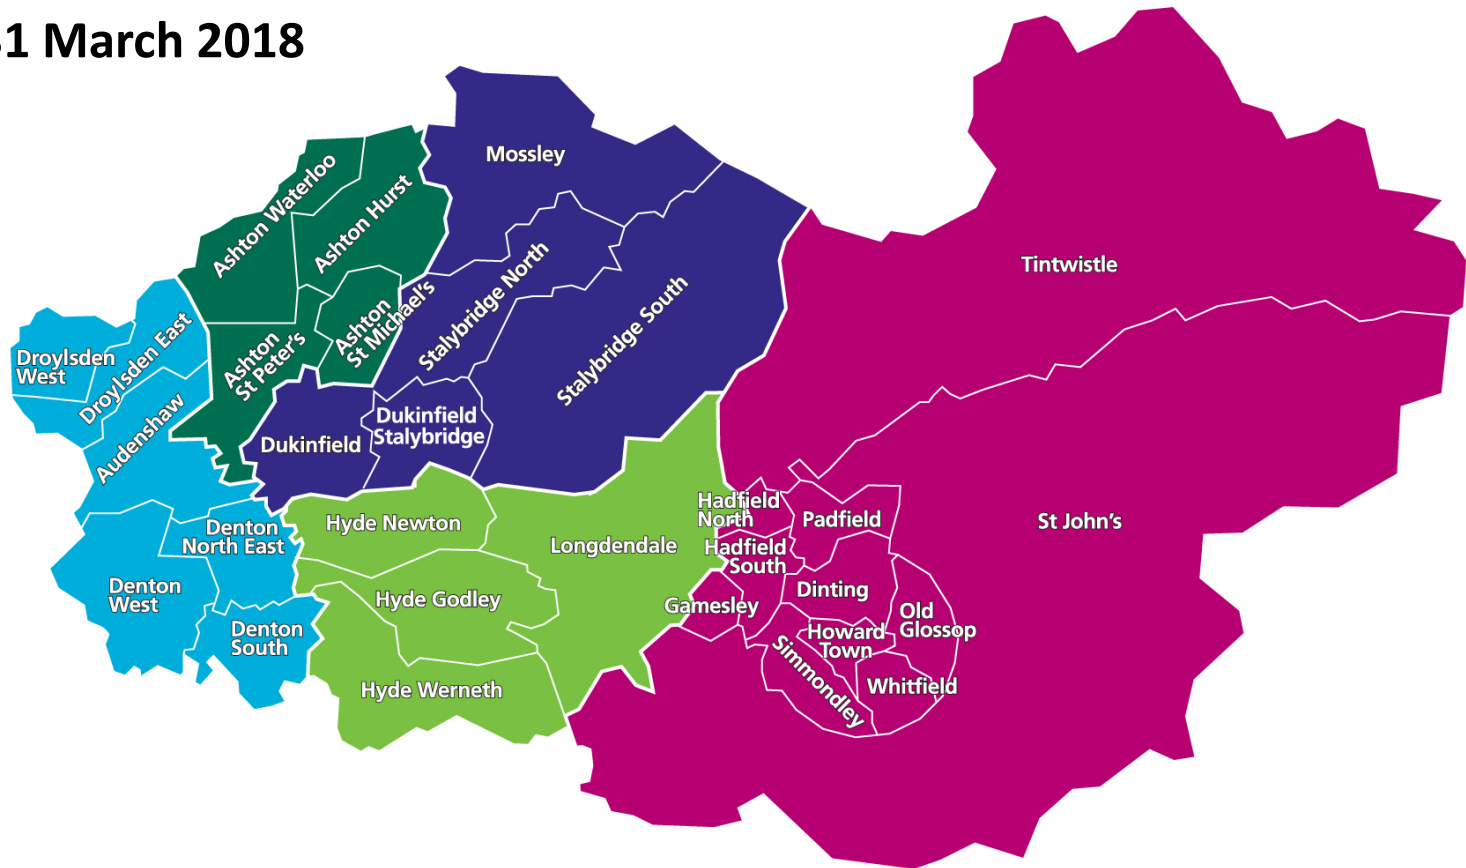 31 March 2018
Mossley
Ashton Waterloo
Ashton Hurst
Tintwistle
Stalybridge North
Ashton
St Michael's
Stalybridge South
Droylsden
West
Droylsden East
Ashton
St Peter's
Audenshaw
Dukinfield
Dukinfield
Stalybridge
Hadfield
North
Padfield
St John's
Hyde Newton
Denton
North East
Longdendale
Hadfield
South
Denton
West
Hyde Godley
Gamesley
Dinting
Old
Glossop
Denton
South
Howard
Town
Simmondley
Whitfield
Hyde Werneth